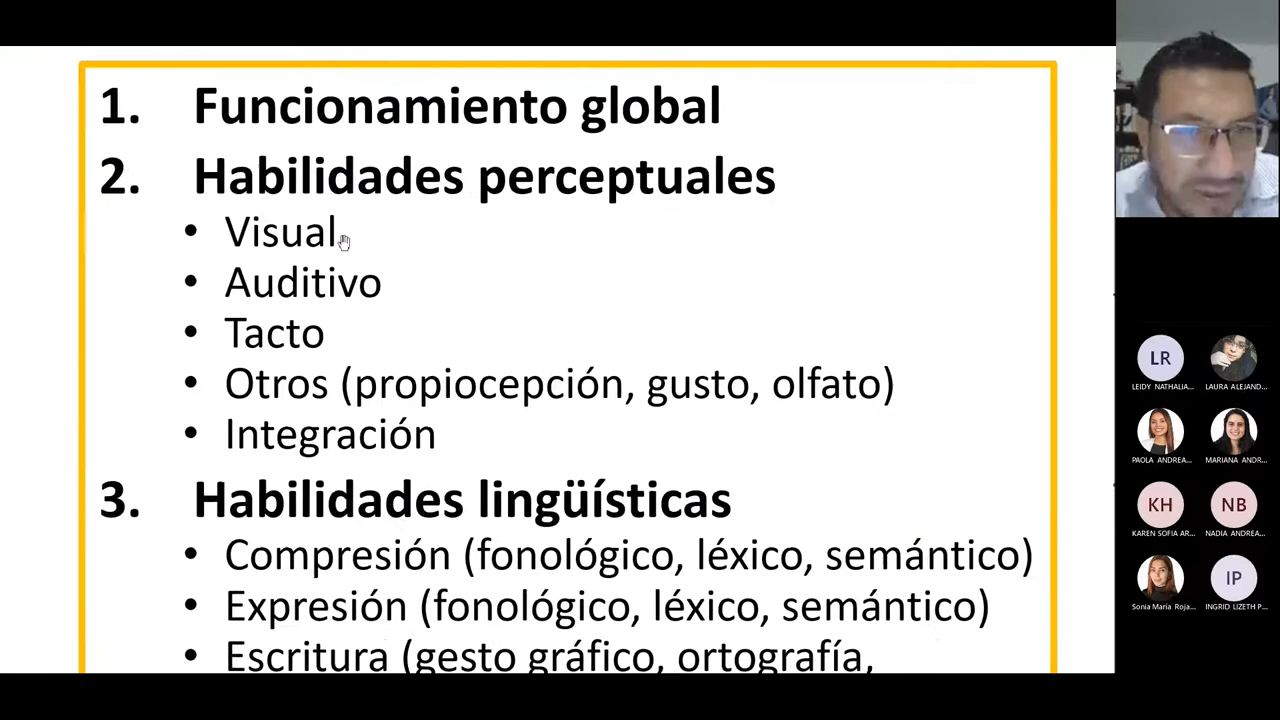 1. Funcionamiento global
2. Habilidades perceptuales
• Visual
• Auditivo
• Tacto
• Otros (propiocepción, gusto, olfato)
• Integración
3. Habilidades lingüísticas
• Compresión (fonológico, léxico, semántico)
• Expresión (fonológico, léxico, semántico)
• Escritura (gesto gráfico, ortografía,
LR
LEIDY NATHALIA...
LAURA ALEJAND...
PAOLA ANDREA...
MARIANA ANDR...
KH
NB
KAREN SOFIA AR...
NADIA ANDREA...
IP
Sonia María Roja...
INGRID LIZETH P...